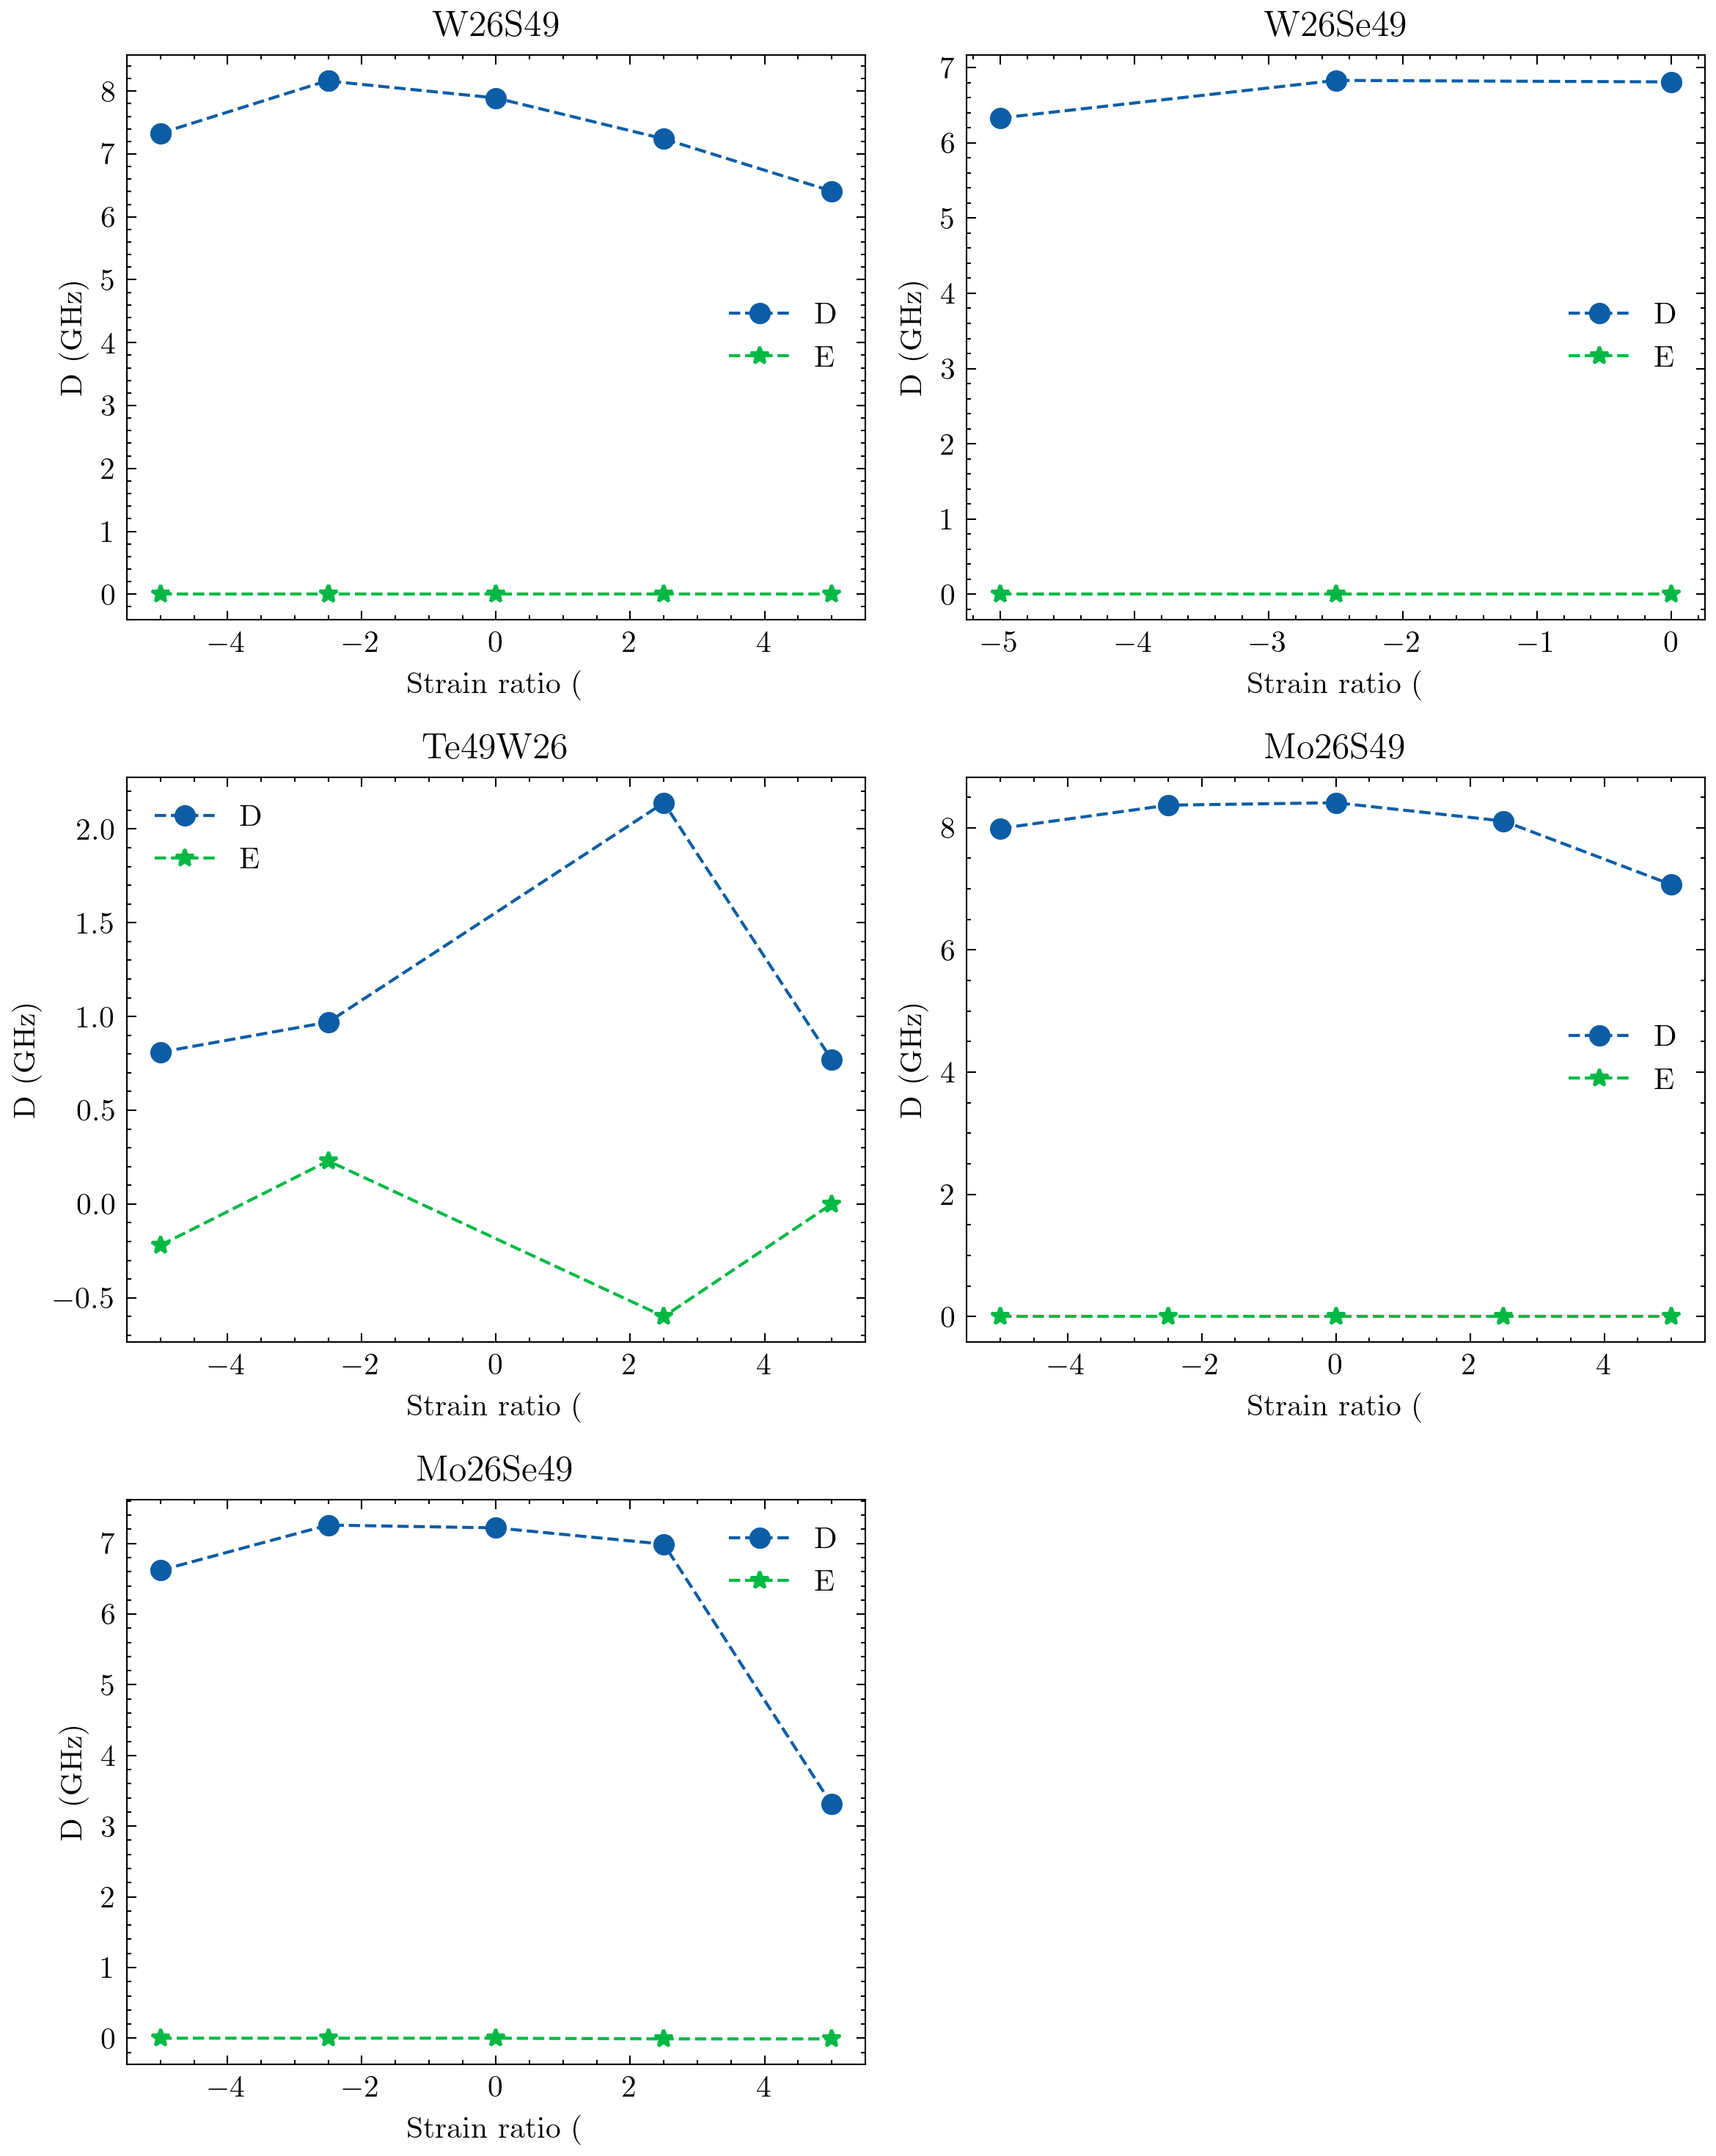 W26S49
8
7
6
5
4
3
2
1
0
D (GHz)
D
E
−4 −2 0 2 4
Strain ratio (
W26Se49
7
6
5
4
3
2
1
0
D (GHz)
D
E
−5 −4 −3 −2 −1 0
Strain ratio (
Te49W26
2.0
1.5
1.0
0.5
0.0
−0.5
D (GHz)
D
E
−4 −2 0 2 4
Strain ratio (
Mo26S49
8
6
4
2
0
D (GHz)
D
E
−4 −2 0 2 4
Strain ratio (
Mo26Se49
7
6
5
4
3
2
1
0
D (GHz)
D
E
−4 −2 0 2 4
Strain ratio (